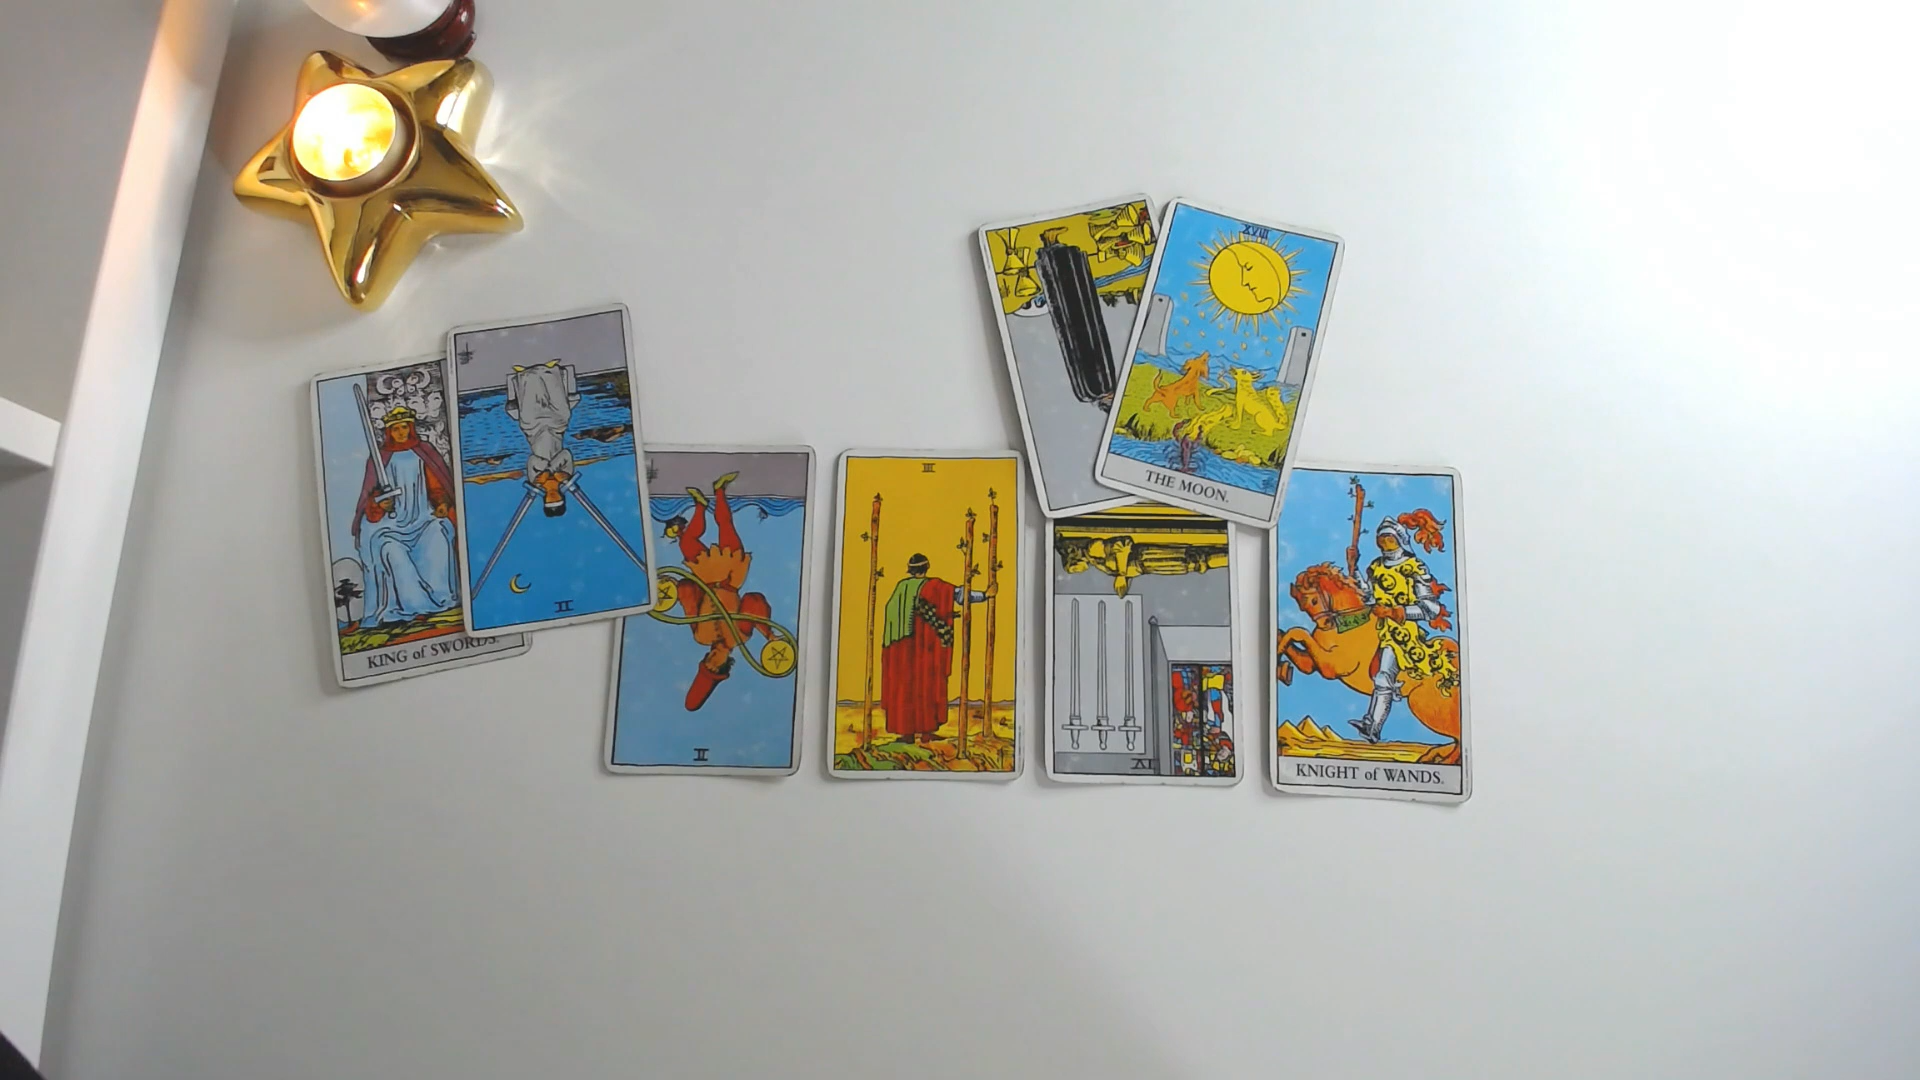 XVIII
THE MOON.
III
KING of SWORDS.
II
II
IV
KNIGHT of WANDS.